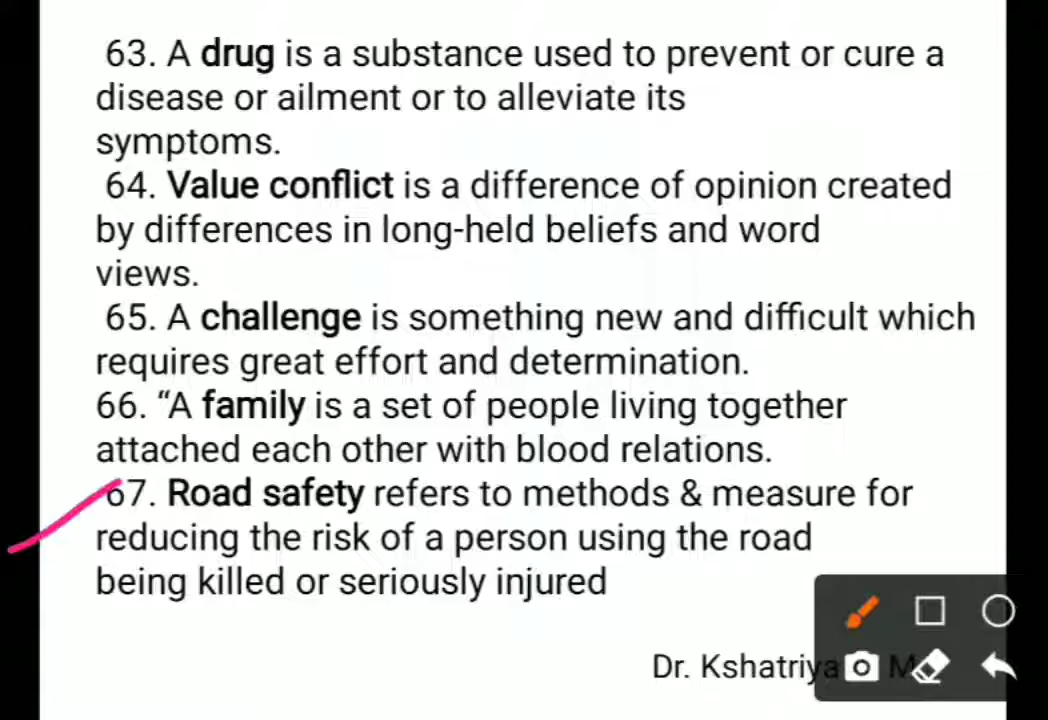 63. A drug is a substance used to prevent or cure a
disease or ailment or to alleviate its
symptoms.
64. Value conflict is a difference of opinion created
by differences in long-held beliefs and word
views.
65. A challenge is something new and difficult which
requires great effort and determination.
66. “A family is a set of people living together
attached each other with blood relations.
67. Road safety refers to methods & measure for
reducing the risk of a person using the road
being killed or seriously injured
Dr. Kshatriya